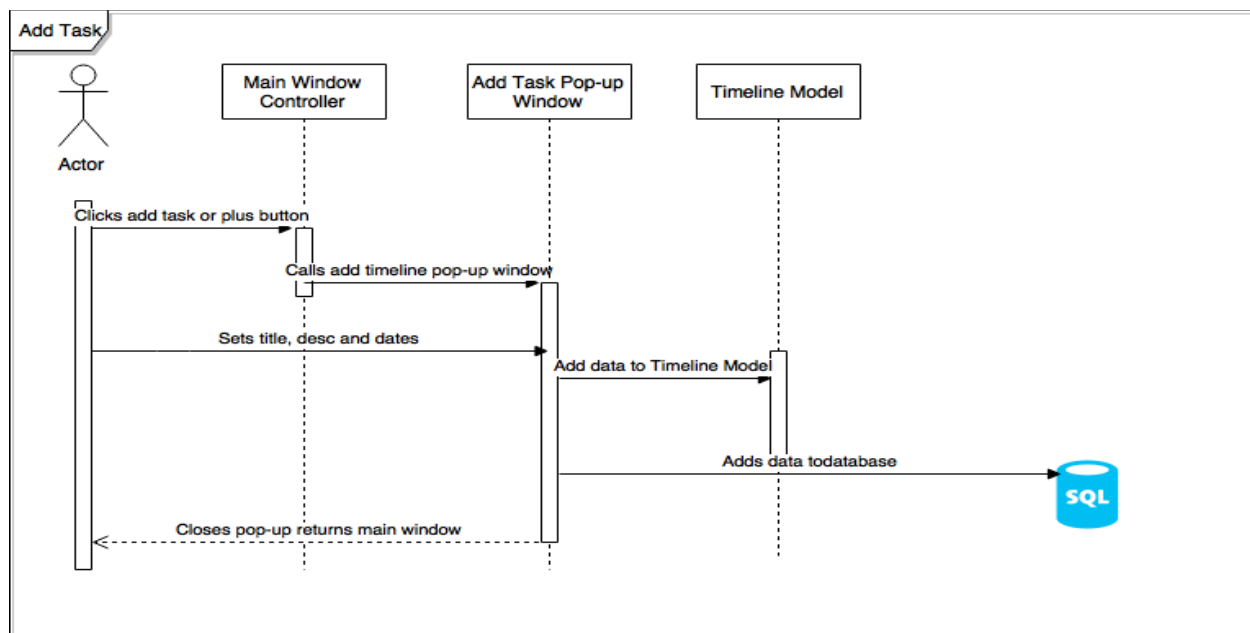 Add Task
Main Window
Controller
Add Task Pop-up
Window
Timeline Model
Actor
Clicks add task or plus button
Calls add timeline pop-up window
Sets title, desc and dates
Add data to Timeline Model
Adds data todatabase
SQL
Closes pop-up returns main window